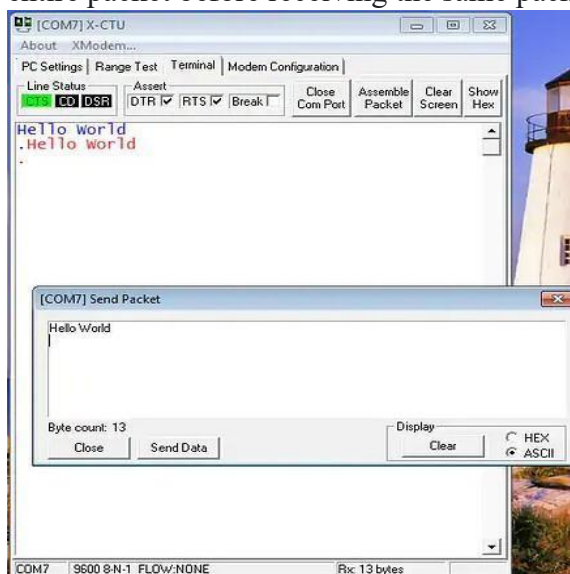 [COM7] X-CTU
About XModem...
PC Settings Range Test Terminal Modem Configuration
Line Status
Assert
CTS CD DSR
DTR RTS Break
Close Com Port
Assemble Packet
Clear Screen
Show Hex
Hello World
.Hello World
.
[COM7] Send Packet
Hello World
Byte count: 13
Display
Close
Send Data
Clear
HEX
ASCII
COM7 9600 8-N-1 FLOW:NONE Rx: 13 bytes